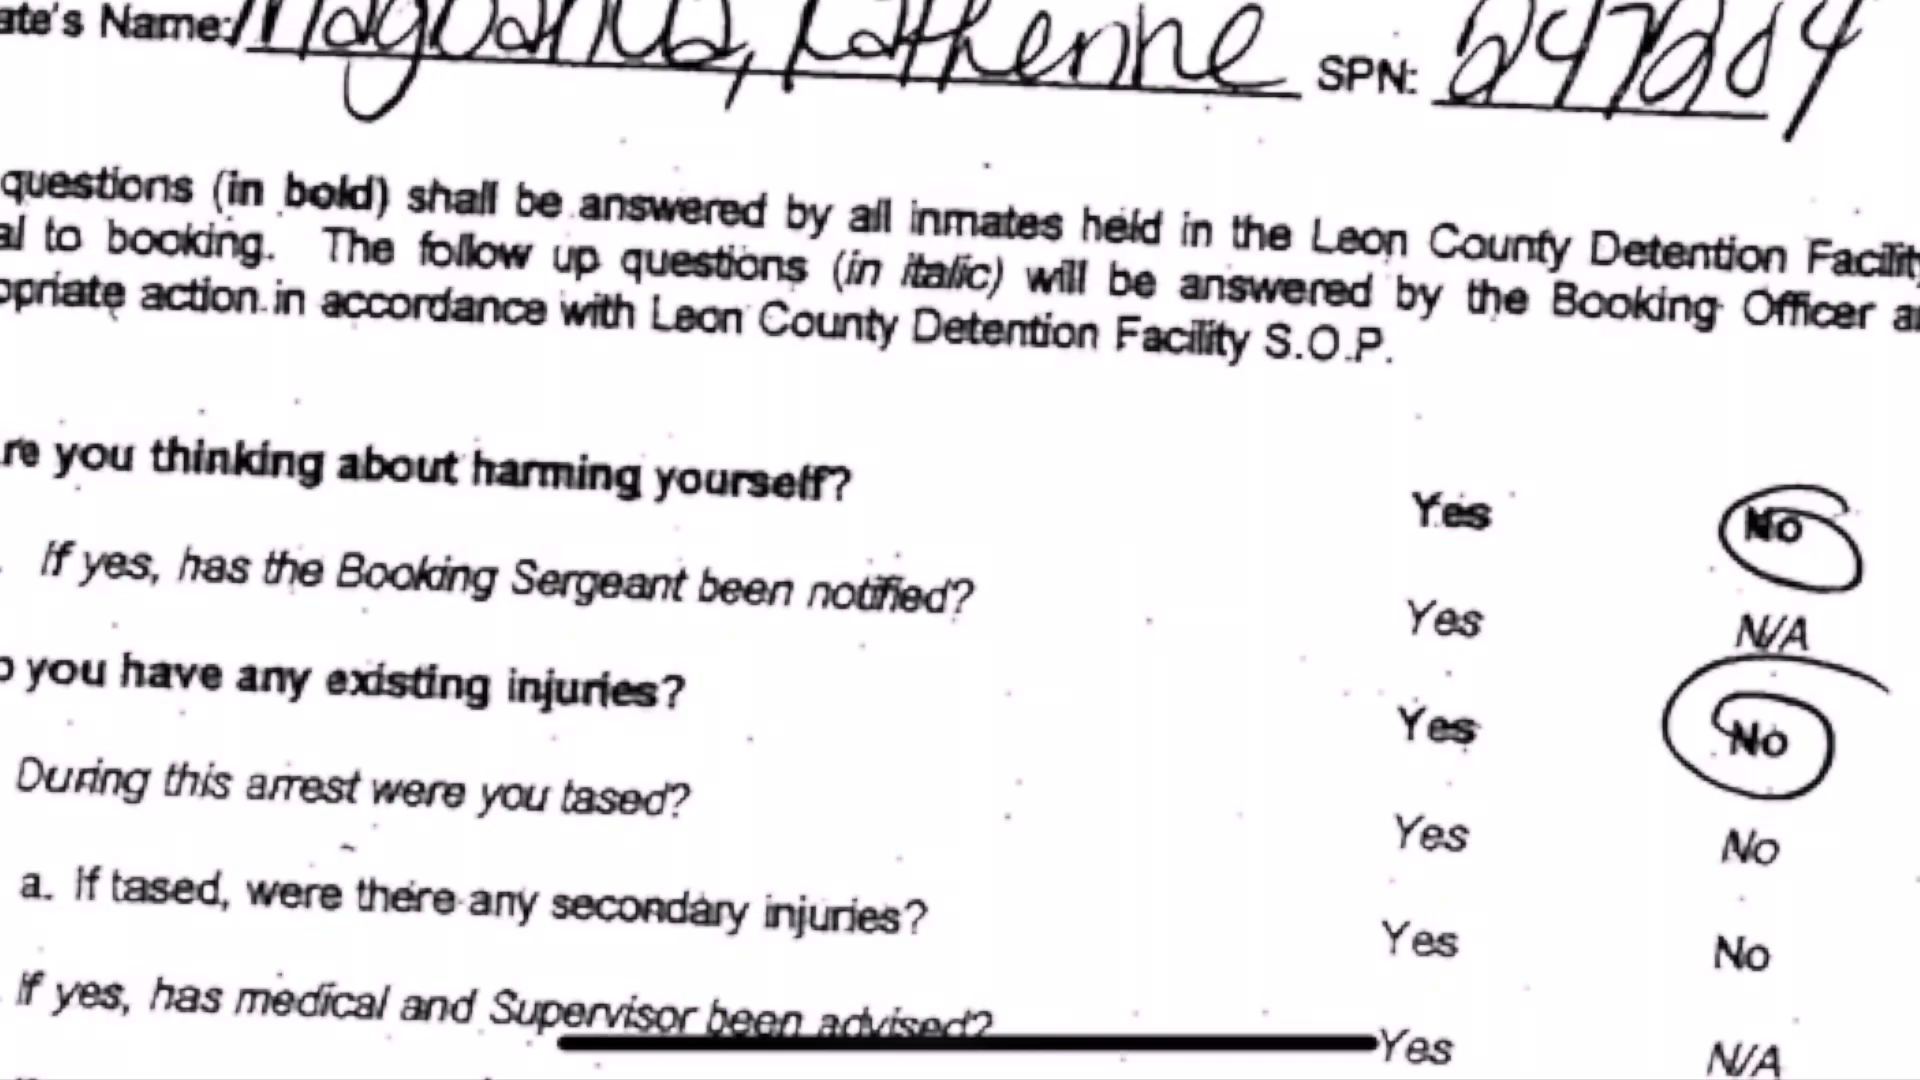 ate's Name: Magbanua, Katherine SPN: 247284
questions (in bold) shall be answered by all inmates held in the Leon County Detention Facility
al to booking. The follow up questions (in italic) will be answered by the Booking Officer a
opriate action in accordance with Leon County Detention Facility S.O.P.
re you thinking about harming yourself? Yes No
If yes, has the Booking Sergeant been notified? Yes N/A
o you have any existing injuries? Yes No
During this arrest were you tased? Yes No
a. If tased, were there any secondary injuries? Yes No
If yes, has medical and Supervisor been advised? Yes N/A